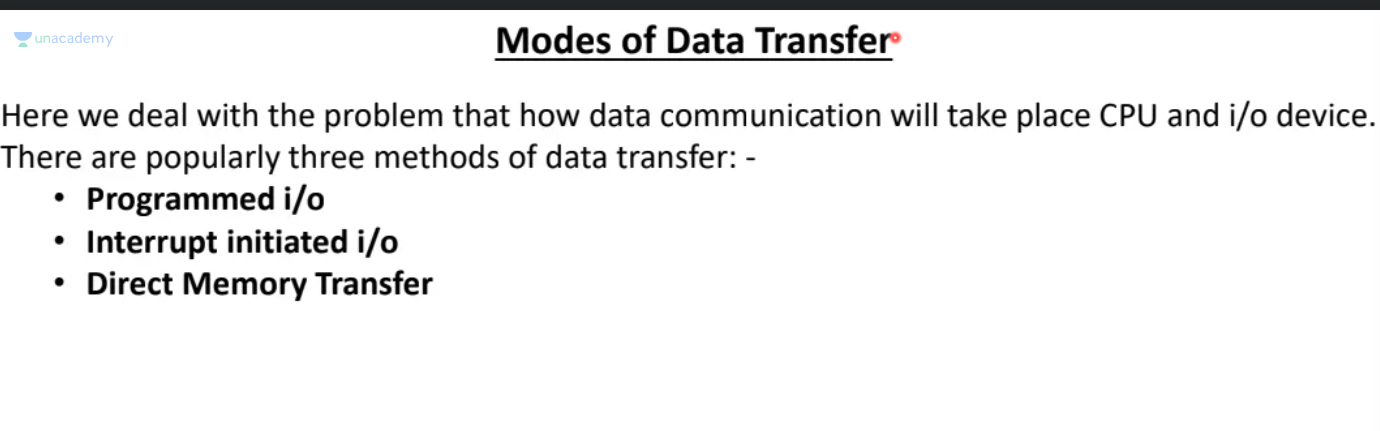 unacademy
Modes of Data Transfer
Here we deal with the problem that how data communication will take place CPU and i/o device.
There are popularly three methods of data transfer: -
• Programmed i/o
• Interrupt initiated i/o
• Direct Memory Transfer